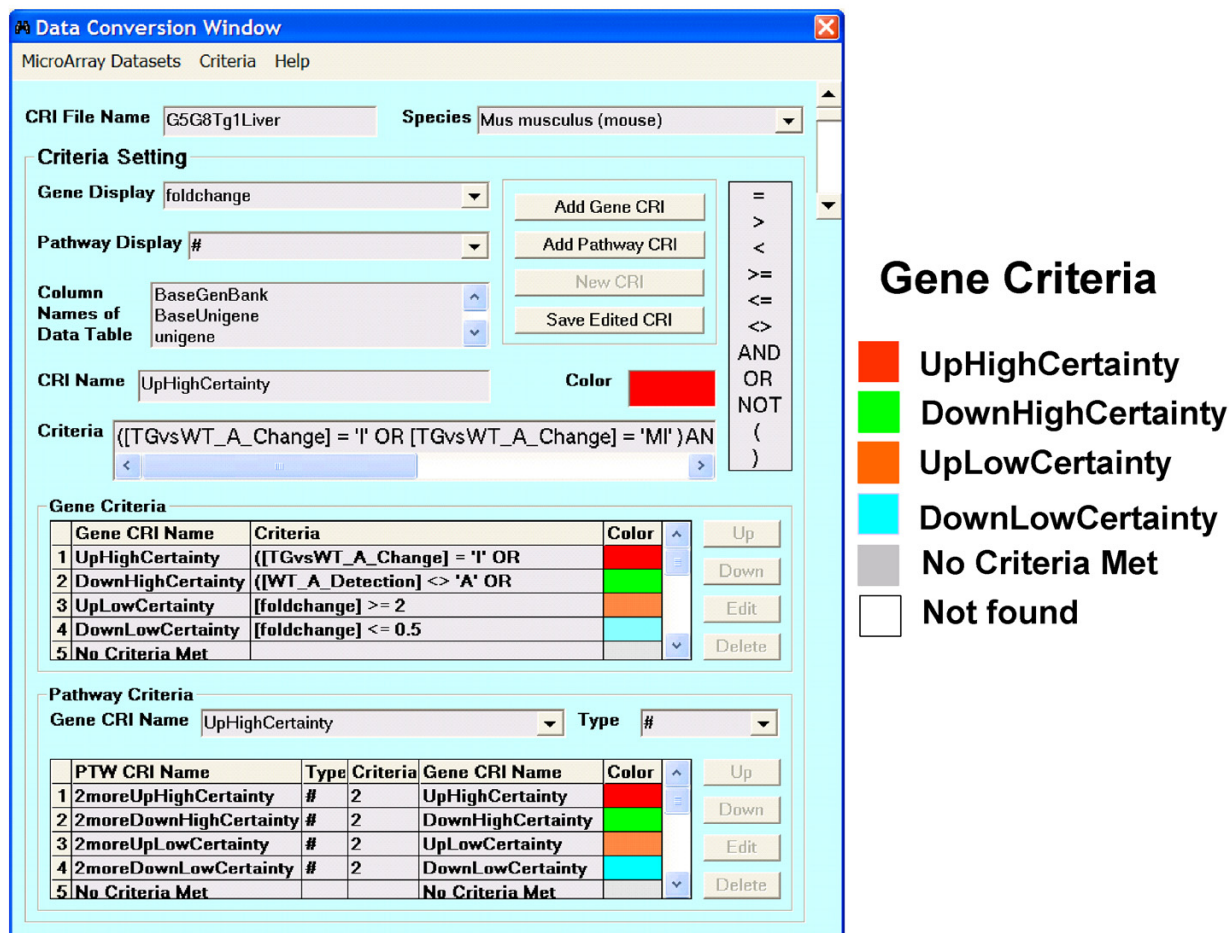 Data Conversion Window
MicroArray Datasets Criteria Help
CRI File Name G5G8Tg1Liver Species Mus musculus (mouse)
Criteria Setting
Gene Display foldchange
Pathway Display #
Column Names of Data Table
BaseGenBank
BaseUnigene
unigene
Add Gene CRI
Add Pathway CRI
New CRI
Save Edited CRI
=
>
<
>=
<=
<>
AND
OR
NOT
(
)
CRI Name UpHighCertainty Color
Criteria ([TGvsWT_A_Change] = 'I' OR [TGvsWT_A_Change] = 'MI' )AN
Gene Criteria
Gene CRI Name Criteria Color
1 UpHighCertainty ([TGvsWT_A_Change] = 'I' OR
2 DownHighCertainty ([WT_A_Detection] <> 'A' OR
3 UpLowCertainty [foldchange] >= 2
4 DownLowCertainty [foldchange] <= 0.5
5 No Criteria Met
Up
Down
Edit
Delete
Pathway Criteria
Gene CRI Name UpHighCertainty Type #
PTW CRI Name Type Criteria Gene CRI Name Color
1 2moreUpHighCertainty # 2 UpHighCertainty
2 2moreDownHighCertainty # 2 DownHighCertainty
3 2moreUpLowCertainty # 2 UpLowCertainty
4 2moreDownLowCertainty # 2 DownLowCertainty
5 No Criteria Met No Criteria Met
Up
Down
Edit
Delete
Gene Criteria
UpHighCertainty
DownHighCertainty
UpLowCertainty
DownLowCertainty
No Criteria Met
Not found